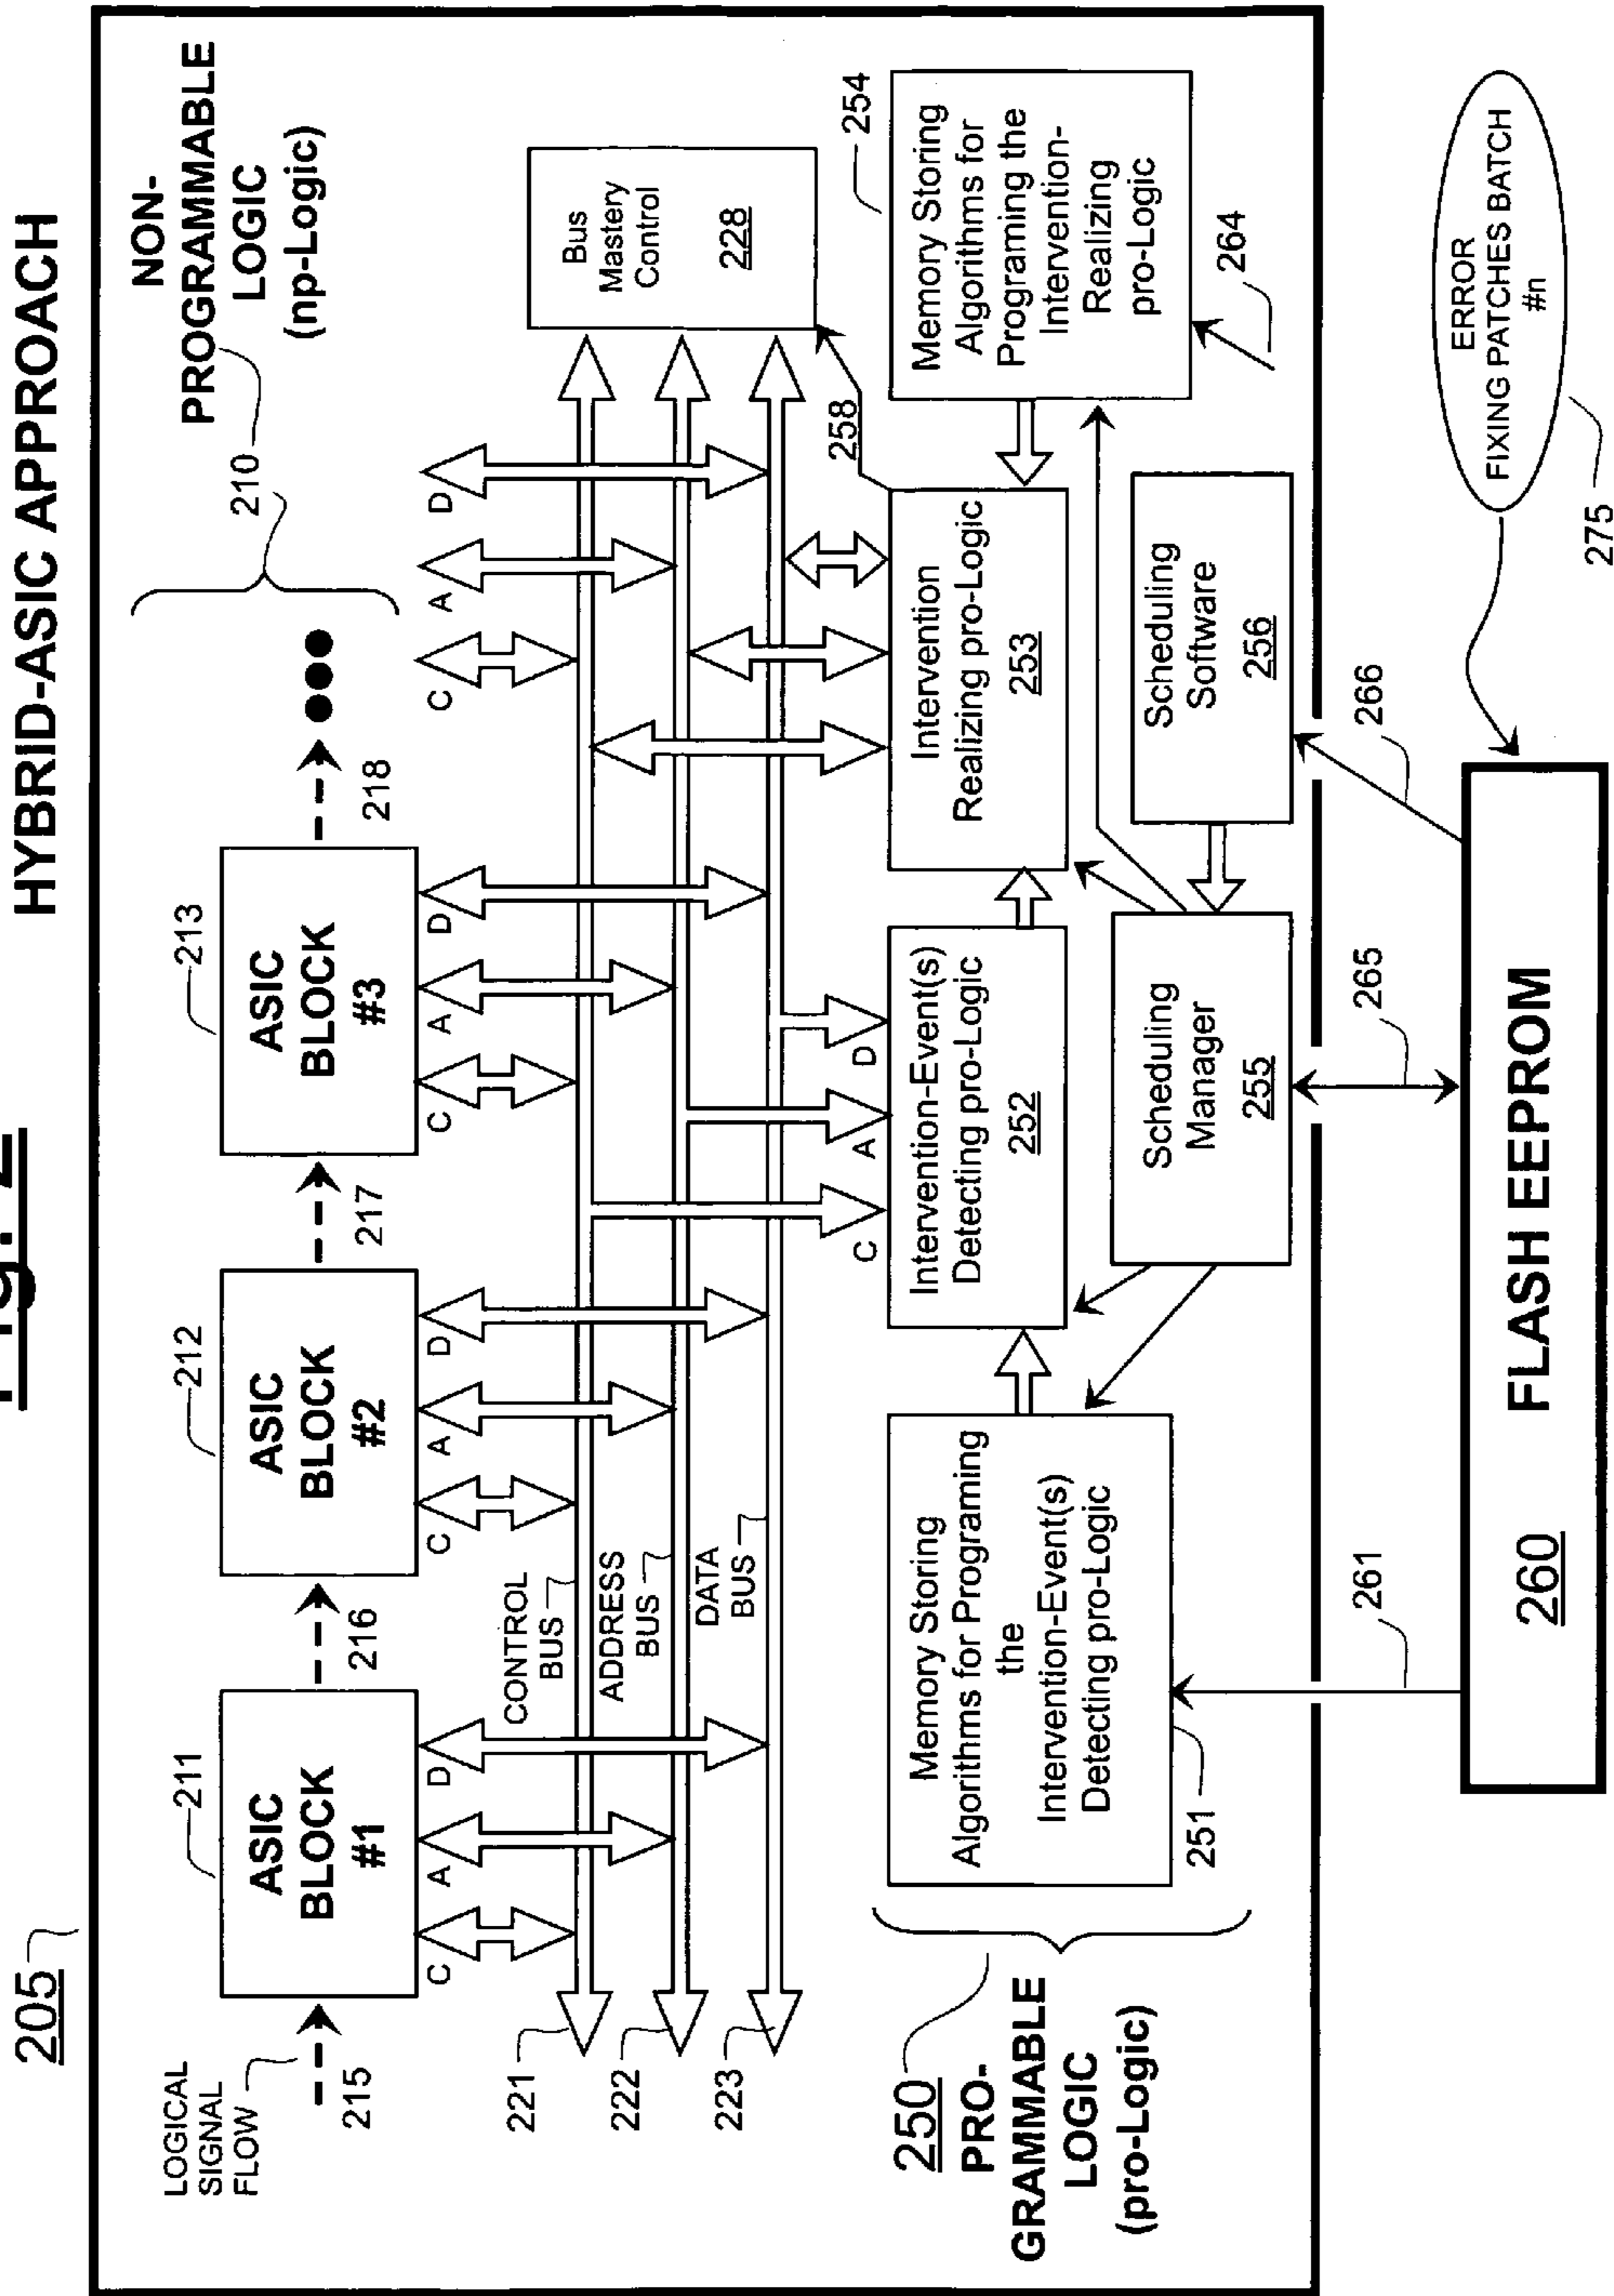 Fig. 2
HYBRID-ASIC APPROACH
205
NON-
PROGRAMMABLE
LOGIC
(np-Logic)
210
LOGICAL
SIGNAL
FLOW
215
211
ASIC
BLOCK
#1
216
212
ASIC
BLOCK
#2
217
213
ASIC
BLOCK
#3
218
C
A
D
C
A
D
C
A
D
C
A
D
CONTROL
BUS
ADDRESS
BUS
DATA
BUS
221
222
223
Bus
Mastery
Control
228
258
C
A
D
250
PRO-
GRAMMABLE
LOGIC
(pro-Logic)
Memory Storing
Algorithms for Programing
the
Intervention-Event(s)
Detecting pro-Logic
251
Intervention-Event(s)
Detecting pro-Logic
252
Intervention
Realizing pro-Logic
253
Memory Storing
Algorithms for
Programing the
Intervention-
Realizing
pro-Logic
254
264
Scheduling
Manager
255
Scheduling
Software
256
261
265
266
260
FLASH EEPROM
ERROR
FIXING PATCHES BATCH
#n
275